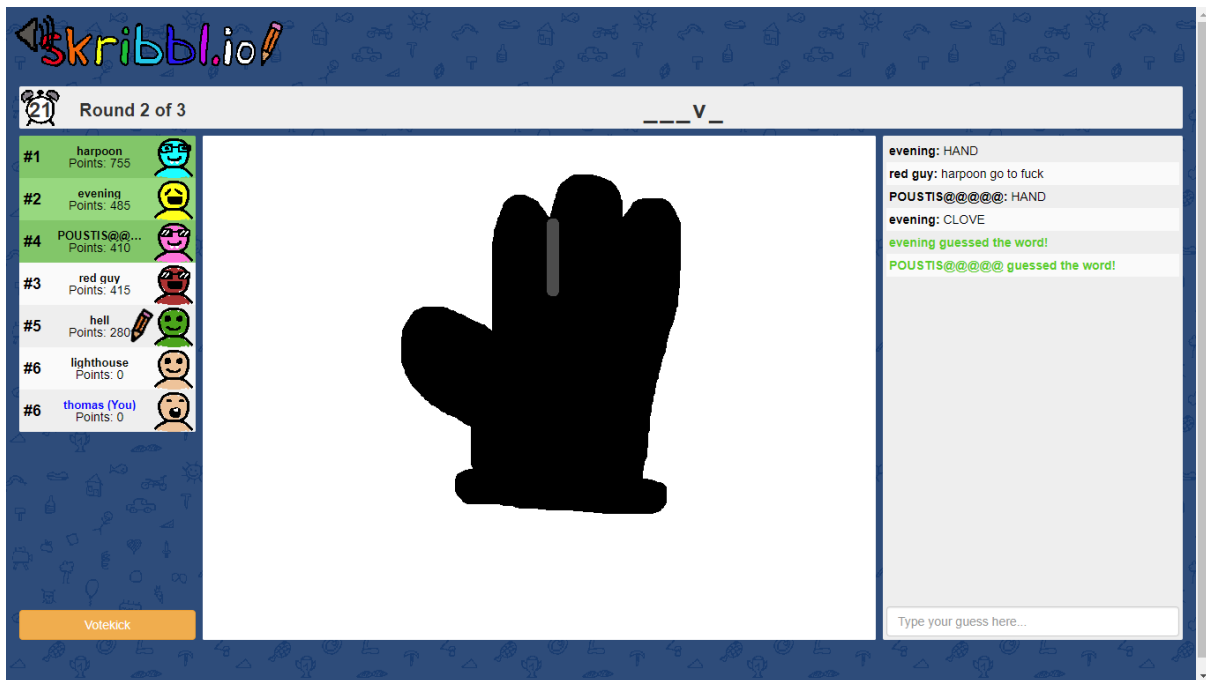 skribbl.io
21 Round 2 of 3 ___v_
#1 harpoon
Points: 755
#2 evening
Points: 485
#4 POUSTIS@@...
Points: 410
#3 red guy
Points: 415
#5 hell
Points: 280
#6 lighthouse
Points: 0
#6 thomas (You)
Points: 0
Votekick
evening: HAND
red guy: harpoon go to fuck
POUSTIS@@@@@: HAND
evening: CLOVE
evening guessed the word!
POUSTIS@@@@@ guessed the word!
Type your guess here...